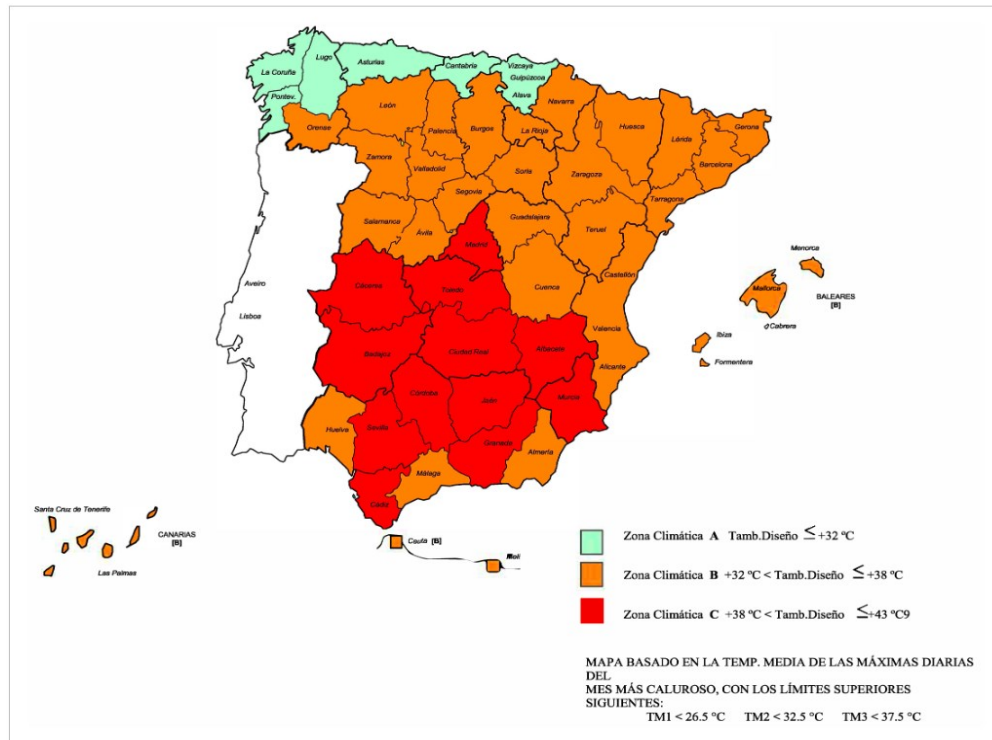 Lugo
Asturias
Cantabria
Vizcaya
La Coruña
Guipúzcoa
Alava
Pontev.
León
Navarra
Orense
Palencia
Burgos
La Rioja
Huesca
Lérida
Gerona
Zamora
Valladolid
Soria
Zaragoza
Barcelona
Segovia
Tarragona
Salamanca
Guadalajara
Ávila
Teruel
Madrid
Castellón
Menorca
Aveiro
Cáceres
Toledo
Cuenca
Mallorca
BALEARES
[B]
Lisboa
Cabrera
Valencia
Ibiza
Badajoz
Ciudad Real
Albacete
Formentera
Alicante
Córdoba
Jaén
Murcia
Huelva
Sevilla
Granada
Almería
Málaga
Cádiz
Santa Cruz de Tenerife
CANARIAS
[B]
Las Palmas
Ceuta [B]
Zona Climática A Tamb.Diseño ≤ +32 ºC
Zona Climática B +32 ºC < Tamb.Diseño ≤ +38 ºC
Zona Climática C +38 ºC < Tamb.Diseño ≤+43 ºC9
MAPA BASADO EN LA TEMP. MEDIA DE LAS MÁXIMAS DIARIAS
DEL
MES MÁS CALUROSO, CON LOS LÍMITES SUPERIORES
SIGUIENTES:
TM1 < 26.5 °C TM2 < 32.5 °C TM3 < 37.5 °C